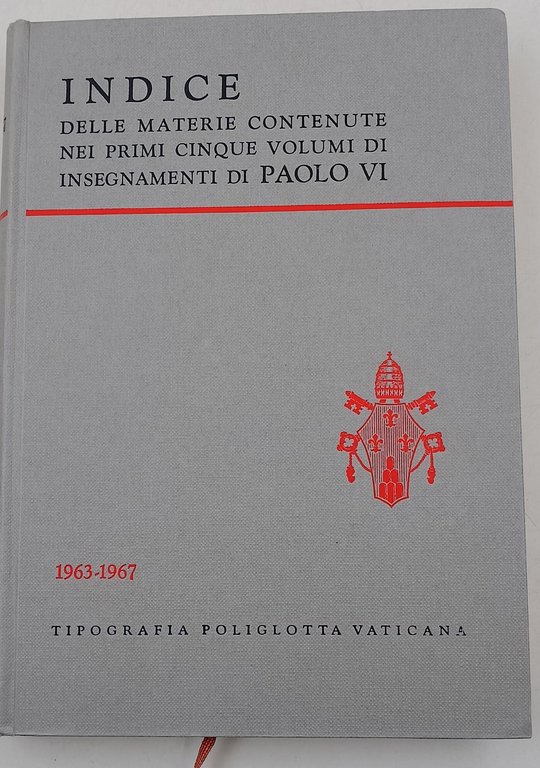 INDICE
DELLE MATERIE CONTENUTE
NEI PRIMI CINQUE VOLUMI DI
INSEGNAMENTI DI PAOLO VI
1963-1967
TIPOGRAFIA POLIGLOTTA VATICANA